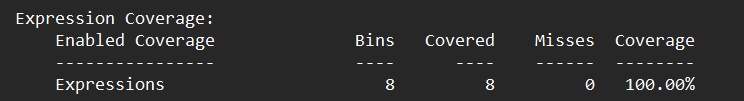 Expression Coverage:
Enabled Coverage Bins Covered Misses Coverage
---------------- ---- ---- ------ --------
Expressions 8 8 0 100.00%